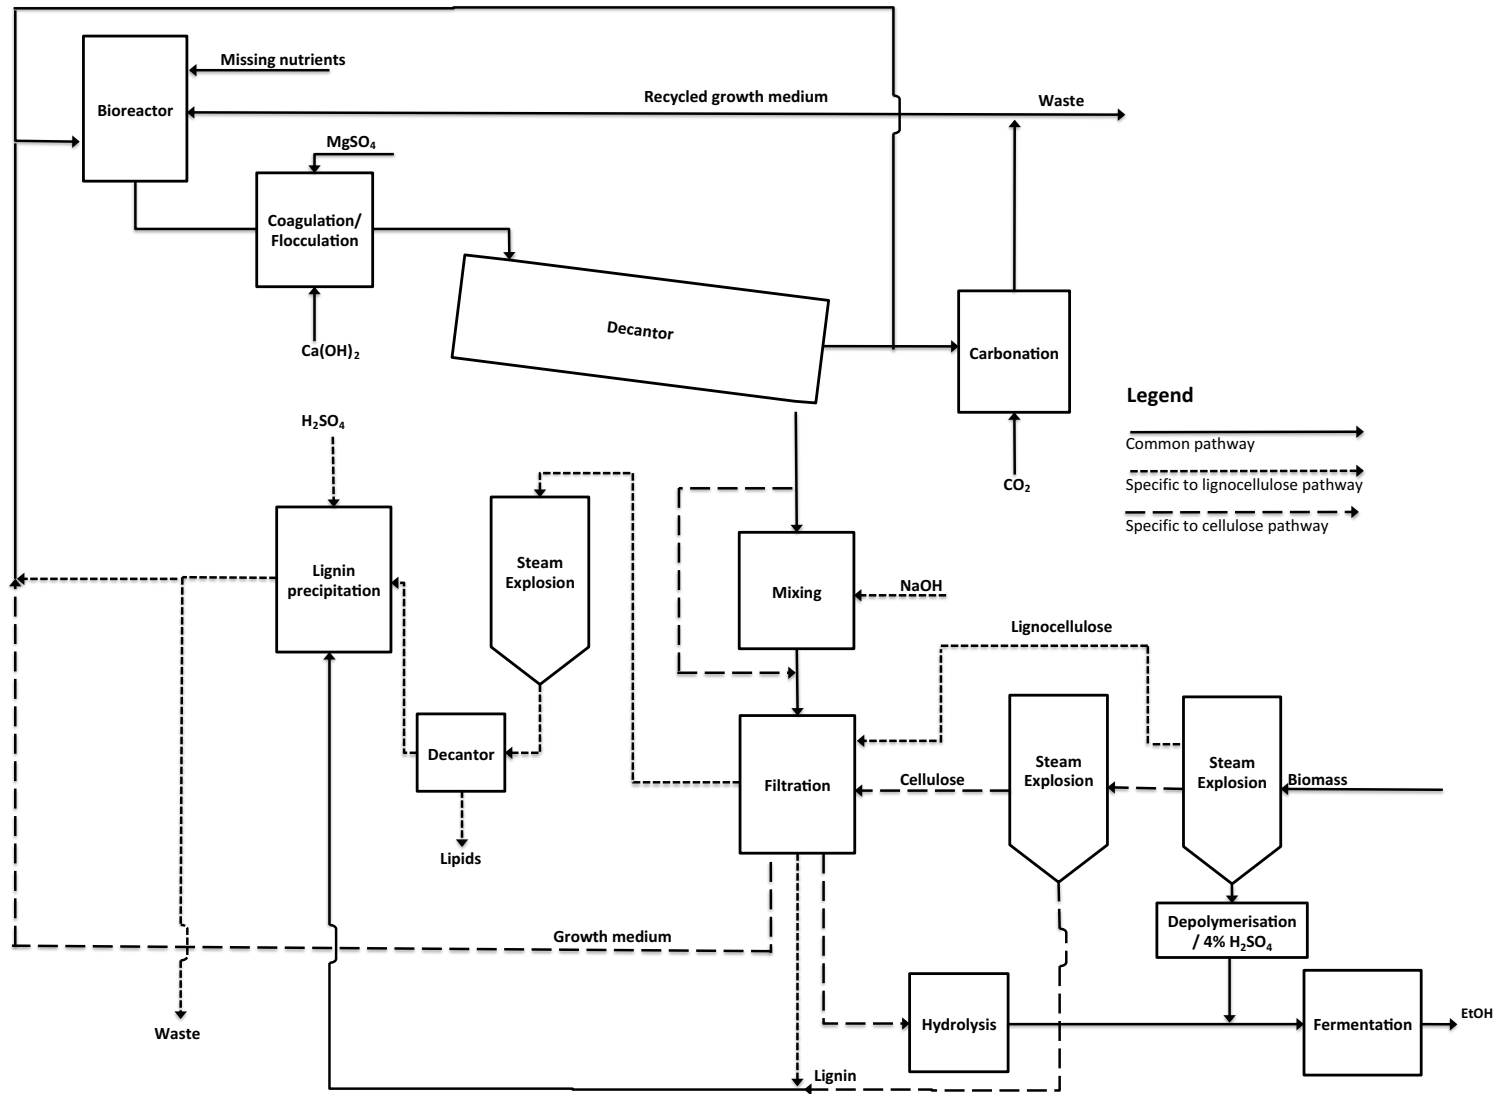 Missing nutrients
Bioreactor
Recycled growth medium
Waste
MgSO₄
Coagulation/
Flocculation
Ca(OH)₂
Decantor
Carbonation
CO₂
Legend
Common pathway
Specific to lignocellulose pathway
Specific to cellulose pathway
H₂SO₄
Lignin
precipitation
Steam
Explosion
Mixing
NaOH
Lignocellulose
Decantor
Lipids
Filtration
Cellulose
Steam
Explosion
Steam
Explosion
Biomass
Depolymerisation
/ 4% H₂SO₄
Growth medium
Waste
Hydrolysis
Fermentation
EtOH
Lignin